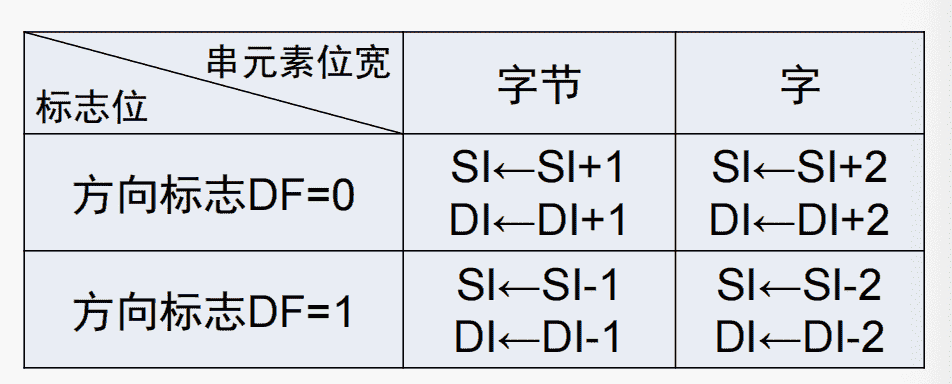 串元素位宽
标志位
字节
字
方向标志DF=0
SI←SI+1
DI←DI+1
SI←SI+2
DI←DI+2
方向标志DF=1
SI←SI-1
DI←DI-1
SI←SI-2
DI←DI-2